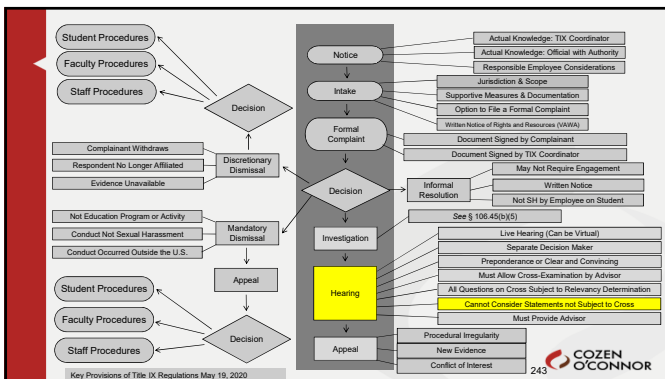 Student Procedures
Faculty Procedures
Staff Procedures
Decision
Complainant Withdraws
Respondent No Longer Affiliated
Evidence Unavailable
Discretionary
Dismissal
Not Education Program or Activity
Conduct Not Sexual Harassment
Conduct Occurred Outside the U.S.
Mandatory
Dismissal
Appeal
Student Procedures
Faculty Procedures
Staff Procedures
Decision
Key Provisions of Title IX Regulations May 19, 2020
Notice
Actual Knowledge: TIX Coordinator
Actual Knowledge: Official with Authority
Responsible Employee Considerations
Intake
Jurisdiction & Scope
Supportive Measures & Documentation
Option to File a Formal Complaint
Written Notice of Rights and Resources (VAWA)
Formal
Complaint
Document Signed by Complainant
Document Signed by TIX Coordinator
Decision
Informal
Resolution
May Not Require Engagement
Written Notice
Not SH by Employee on Student
Investigation
See § 106.45(b)(5)
Hearing
Live Hearing (Can be Virtual)
Separate Decision Maker
Preponderance or Clear and Convincing
Must Allow Cross-Examination by Advisor
All Questions on Cross Subject to Relevancy Determination
Cannot Consider Statements not Subject to Cross
Must Provide Advisor
Appeal
Procedural Irregularity
New Evidence
Conflict of Interest
243
COZEN
O'CONNOR